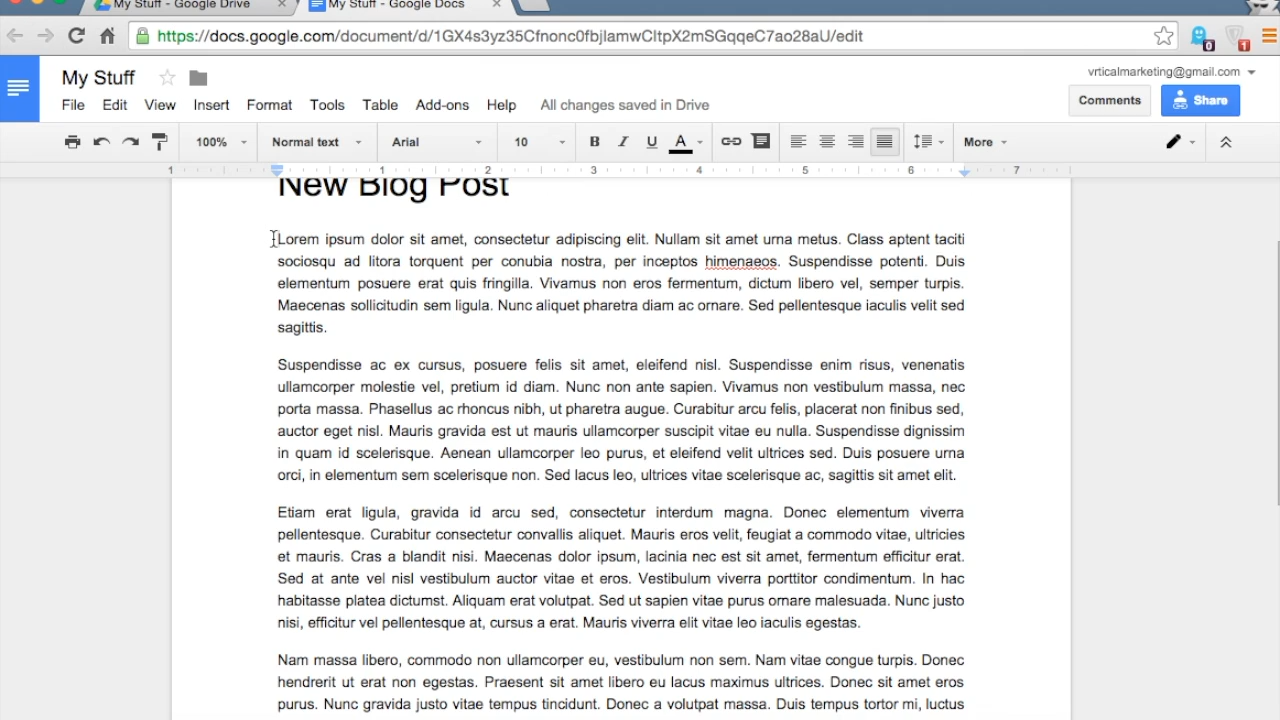 My Stuff - Google Drive
My Stuff - Google Docs
https://docs.google.com/document/d/1GX4s3yz35Cfnonc0fbjlamwCltpX2mSGqqeC7ao28aU/edit
0
1
My Stuff
vrticalmarketing@gmail.com
File Edit View Insert Format Tools Table Add-ons Help All changes saved in Drive
Comments
Share
100% Normal text Arial 10 B I U A More
1 1 2 3 4 5 6 7
New Blog Post
Lorem ipsum dolor sit amet, consectetur adipiscing elit. Nullam sit amet urna metus. Class aptent taciti
sociosqu ad litora torquent per conubia nostra, per inceptos himenaeos. Suspendisse potenti. Duis
elementum posuere erat quis fringilla. Vivamus non eros fermentum, dictum libero vel, semper turpis.
Maecenas sollicitudin sem ligula. Nunc aliquet pharetra diam ac ornare. Sed pellentesque iaculis velit sed
sagittis.
Suspendisse ac ex cursus, posuere felis sit amet, eleifend nisl. Suspendisse enim risus, venenatis
ullamcorper molestie vel, pretium id diam. Nunc non ante sapien. Vivamus non vestibulum massa, nec
porta massa. Phasellus ac rhoncus nibh, ut pharetra augue. Curabitur arcu felis, placerat non finibus sed,
auctor eget nisl. Mauris gravida est ut mauris ullamcorper suscipit vitae eu nulla. Suspendisse dignissim
in quam id scelerisque. Aenean ullamcorper leo purus, et eleifend velit ultrices sed. Duis posuere urna
orci, in elementum sem scelerisque non. Sed lacus leo, ultrices vitae scelerisque ac, sagittis sit amet elit.
Etiam erat ligula, gravida id arcu sed, consectetur interdum magna. Donec elementum viverra
pellentesque. Curabitur consectetur convallis aliquet. Mauris eros velit, feugiat a commodo vitae, ultricies
et mauris. Cras a blandit nisi. Maecenas dolor ipsum, lacinia nec est sit amet, fermentum efficitur erat.
Sed at ante vel nisl vestibulum auctor vitae et eros. Vestibulum viverra porttitor condimentum. In hac
habitasse platea dictumst. Aliquam erat volutpat. Sed ut sapien vitae purus ornare malesuada. Nunc justo
nisi, efficitur vel pellentesque at, cursus a erat. Mauris viverra elit vitae leo iaculis egestas.
Nam massa libero, commodo non ullamcorper eu, vestibulum non sem. Nam vitae congue turpis. Donec
hendrerit ut erat non egestas. Praesent sit amet libero eu lacus maximus ultrices. Donec sit amet eros
purus. Nunc gravida justo vitae tempus tincidunt. Donec a volutpat massa. Duis tempus tortor mi, luctus